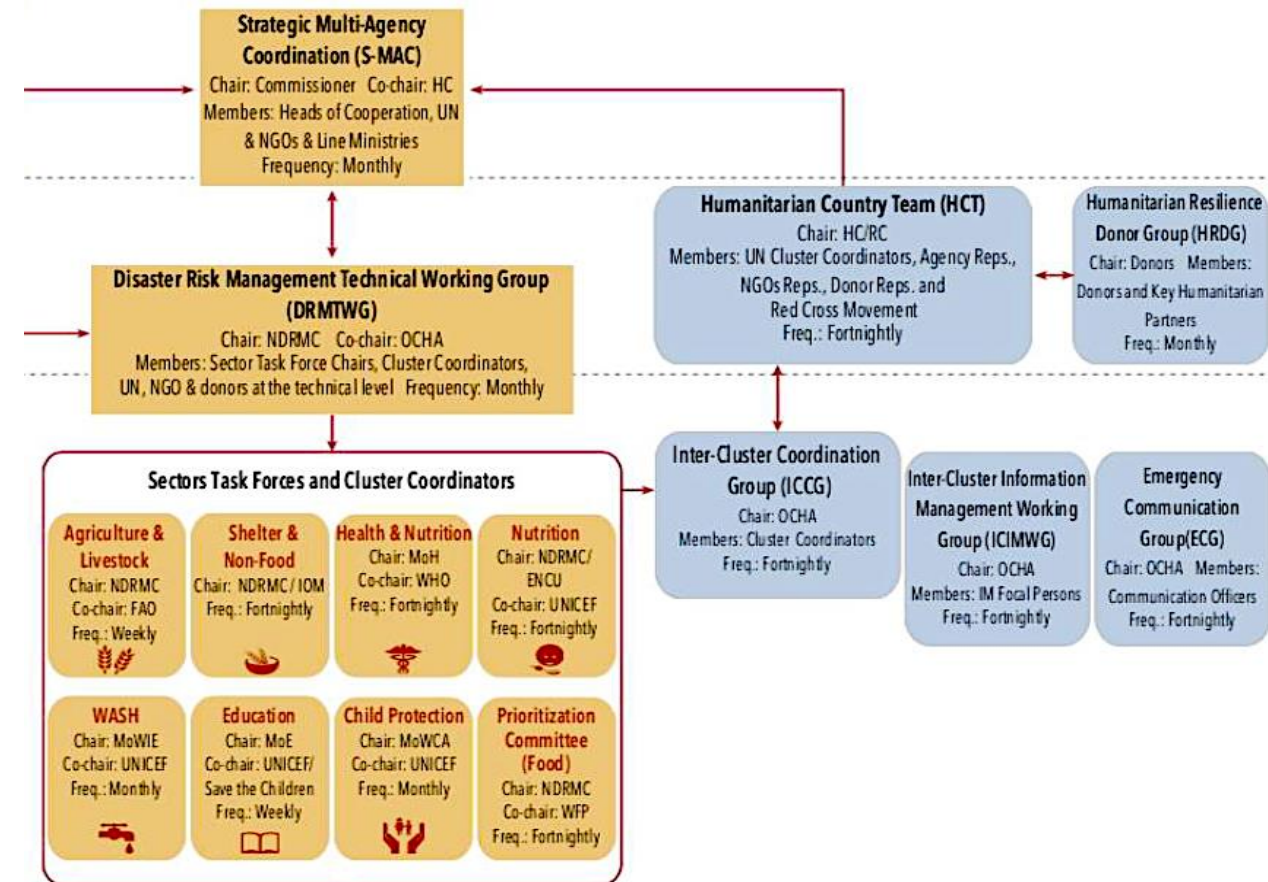 Strategic Multi-Agency
Coordination (S-MAC)
Chair: Commissioner Co-chair: HC
Members: Heads of Cooperation, UN
& NGOs & Line Ministries
Frequency: Monthly
Humanitarian Country Team (HCT)
Chair: HC/RC
Members: UN Cluster Coordinators, Agency Reps.,
NGOs Reps., Donor Reps. and
Red Cross Movement
Freq.: Fortnightly
Humanitarian Resilience
Donor Group (HRDG)
Chair: Donors Members:
Donors and Key Humanitarian
Partners
Freq.: Monthly
Disaster Risk Management Technical Working Group
(DRMTWG)
Chair: NDRMC Co-chair: OCHA
Members: Sector Task Force Chairs, Cluster Coordinators,
UN, NGO & donors at the technical level Frequency: Monthly
Sectors Task Forces and Cluster Coordinators
Agriculture &
Livestock
Chair: NDRMC
Co-chair: FAO
Freq.: Weekly
Shelter &
Non-Food
Chair: NDRMC/IOM
Freq.: Fortnightly
Health & Nutrition
Chair: MoH
Co-chair: WHO
Freq.: Fortnightly
Nutrition
Chair: NDRMC/
ENCU
Co-chair: UNICEF
Freq.: Fortnightly
WASH
Chair: MoWIE
Co-chair: UNICEF
Freq.: Monthly
Education
Chair: MoE
Co-chair: UNICEF/
Save the Children
Freq.: Weekly
Child Protection
Chair: MoWCA
Co-chair: UNICEF
Freq.: Monthly
Prioritization
Committee
(Food)
Chair: NDRMC
Co-chair: WFP
Freq.: Fortnightly
Inter-Cluster Coordination
Group (ICCG)
Chair: OCHA
Members: Cluster Coordinators
Freq.: Fortnightly
Inter-Cluster Information
Management Working
Group (ICIMWG)
Chair: OCHA
Members: IM Focal Persons
Freq.: Fortnightly
Emergency
Communication
Group(ECG)
Chair: OCHA Members:
Communication Officers
Freq.: Fortnightly